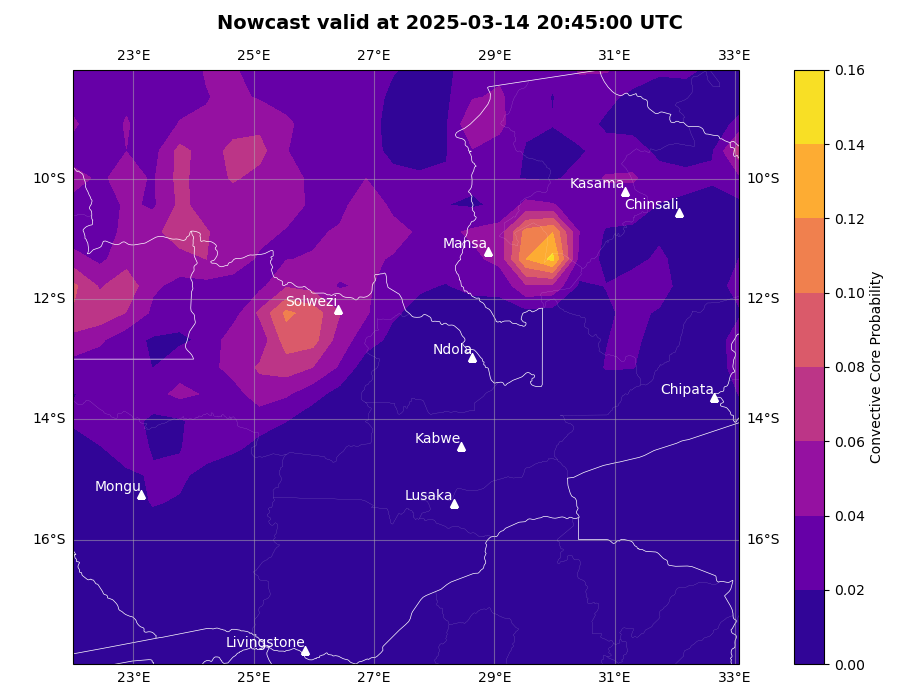 Nowcast valid at 2025-03-14 20:45:00 UTC
23°E 25°E 27°E 29°E 31°E 33°E
0.16
0.14
0.12
0.10
0.08
0.06
0.04
0.02
0.00
Convective Core Probability
10°S 10°S
12°S 12°S
14°S 14°S
16°S 16°S
Kasama
Chinsali
Mansa
Solwezi
Ndola
Chipata
Kabwe
Mongu
Lusaka
Livingstone
23°E 25°E 27°E 29°E 31°E 33°E